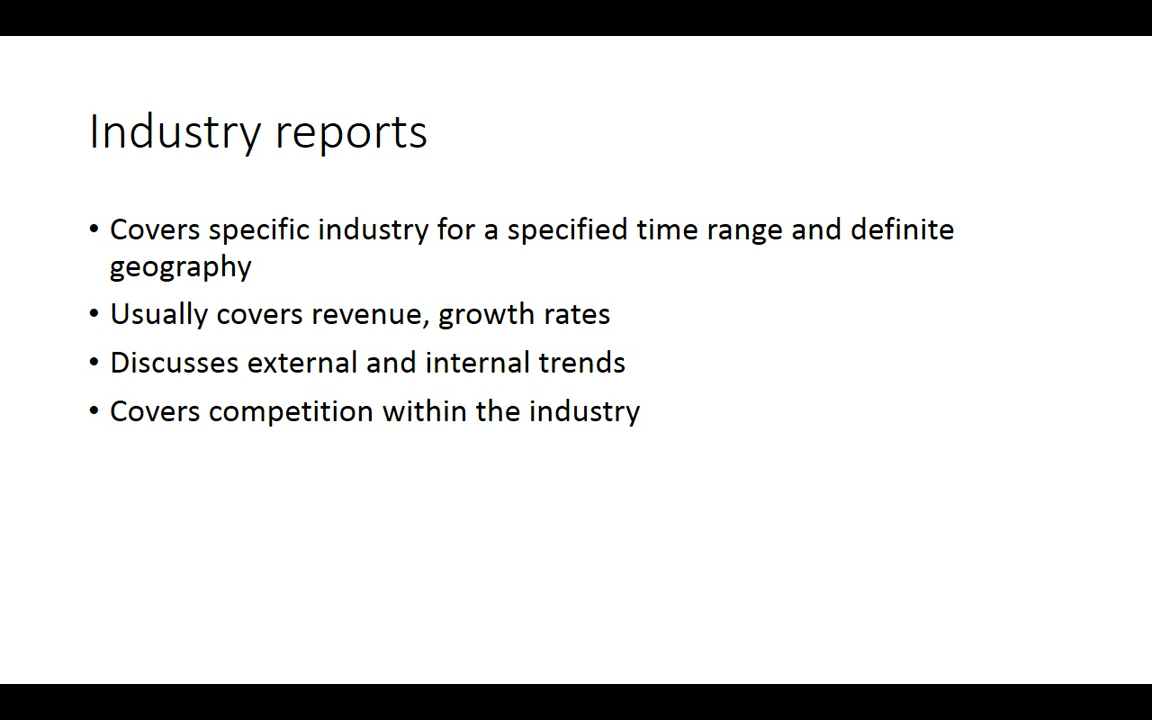 Industry reports
• Covers specific industry for a specified time range and definite
geography
• Usually covers revenue, growth rates
• Discusses external and internal trends
• Covers competition within the industry